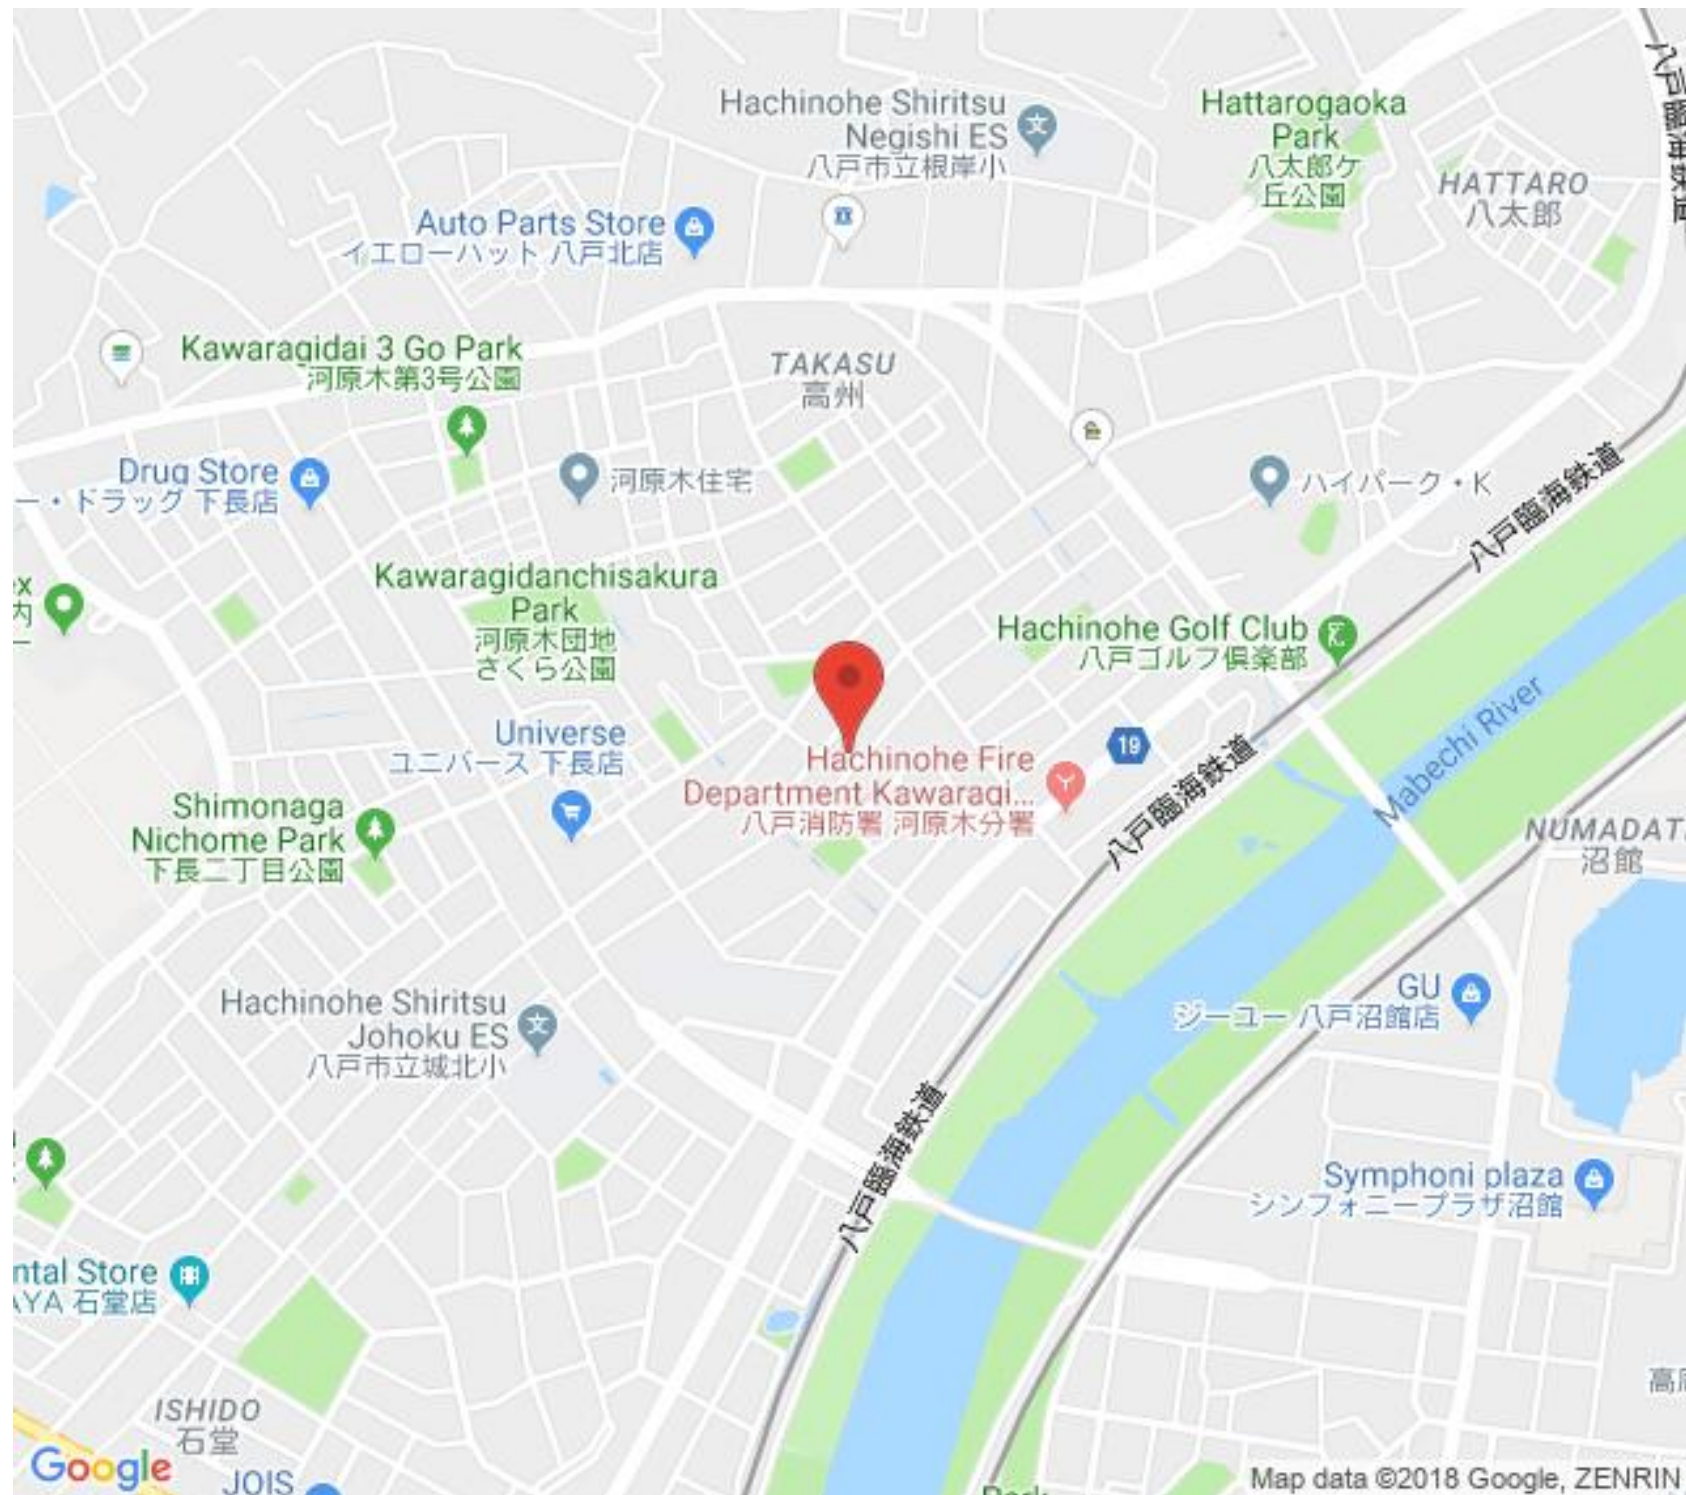 Hachinohe Shiritsu
Negishi ES
八戸市立根岸小
Hattarogaoka
Park
八太郎ケ
丘公園
八戸臨海鉄道
HATTARO
八太郎
Auto Parts Store
イエローハット 八戸北店
Kawaragidai 3 Go Park
河原木第3号公園
TAKASU
高州
Drug Store
ー・ドラッグ 下長店
河原木住宅
ハイパーク・K
八戸臨海鉄道
Kawaragidanchisakura
Park
河原木団地
さくら公園
Hachinohe Golf Club
八戸ゴルフ倶楽部
Mabechi River
Universe
ユニバース 下長店
19
Hachinohe Fire
Department Kawaragi...
八戸消防署 河原木分署
八戸臨海鉄道
Shimonaga
Nichome Park
下長二丁目公園
NUMADAT
沼館
GU
ジーユー 八戸沼館店
Hachinohe Shiritsu
Johoku ES
八戸市立城北小
八戸臨海鉄道
Symphoni plaza
シンフォニープラザ沼館
ntal Store
AYA 石堂店
ISHIDO
石堂
Google
JOIS
Map data ©2018 Google, ZENRIN